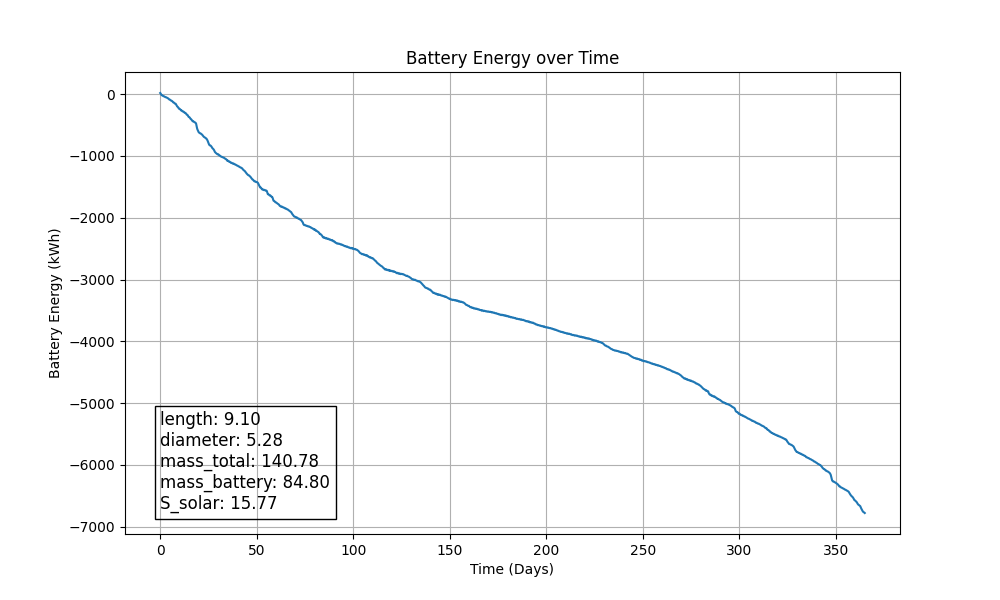 Battery Energy over Time
Battery Energy (kWh)
0
−1000
−2000
−3000
−4000
−5000
−6000
−7000
length: 9.10
diameter: 5.28
mass_total: 140.78
mass_battery: 84.80
S_solar: 15.77
0 50 100 150 200 250 300 350
Time (Days)